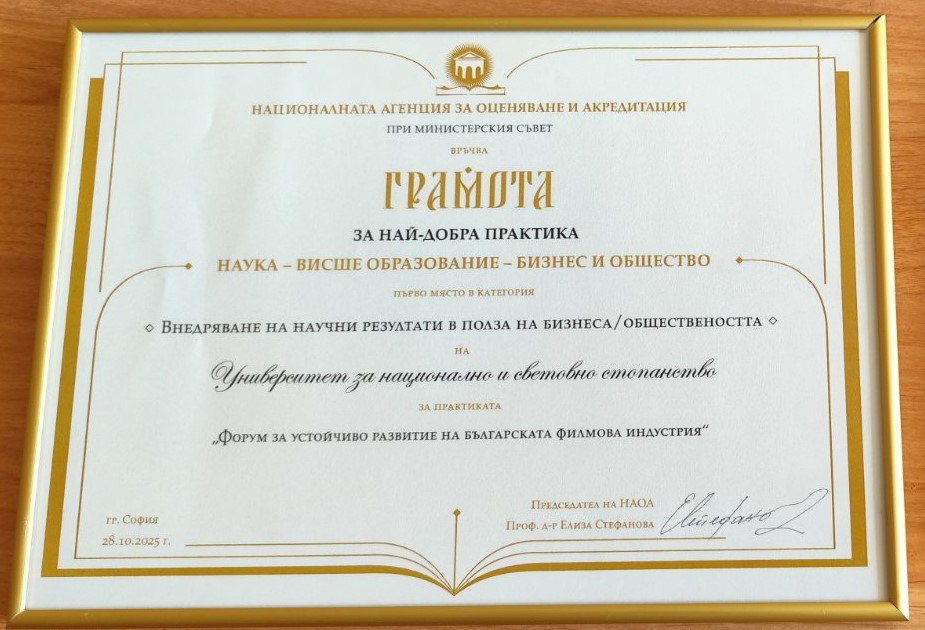 НАЦИОНАЛНАТА АГЕНЦИЯ ЗА ОЦЕНЯВАНЕ И АКРЕДИТАЦИЯ
ПРИ МИНИСТЕРСКИЯ СЪВЕТ
ВРЪЧВА
ГРАМОТА
ЗА НАЙ-ДОБРА ПРАКТИКА
НАУКА – ВИСШЕ ОБРАЗОВАНИЕ – БИЗНЕС И ОБЩЕСТВО
ПЪРВО МЯСТО В КАТЕГОРИЯ
◇ ВНЕДРЯВАНЕ НА НАУЧНИ РЕЗУЛТАТИ В ПОЛЗА НА БИЗНЕСА/ОБЩЕСТВЕНОСТТА ◇
НА
Университет за национално и световно стопанство
ЗА ПРАКТИКАТА
„ФОРУМ ЗА УСТОЙЧИВО РАЗВИТИЕ НА БЪЛГАРСКАТА ФИЛМОВА ИНДУСТРИЯ“
ГР. СОФИЯ
28.10.2025 г.
ПРЕДСЕДАТЕЛ НА НАОА
ПРОФ. Д-Р ЕЛИЗА СТЕФАНОВА